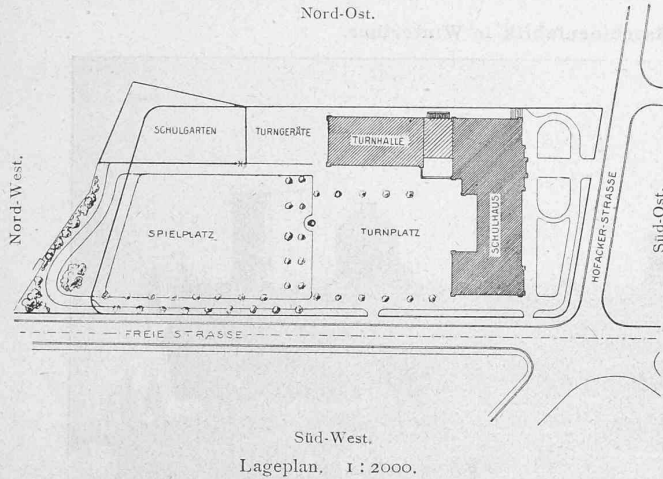 Nord-Ost.
SCHULGARTEN
TURNGERÄTE
TURNHALLE
Nord-West.
SPIELPLATZ
TURNPLATZ
SCHULHAUS
HOFACKER-STRASSE
Süd-Ost.
FREIE STRASSE
Süd-West.
Lageplan. 1 : 2000.